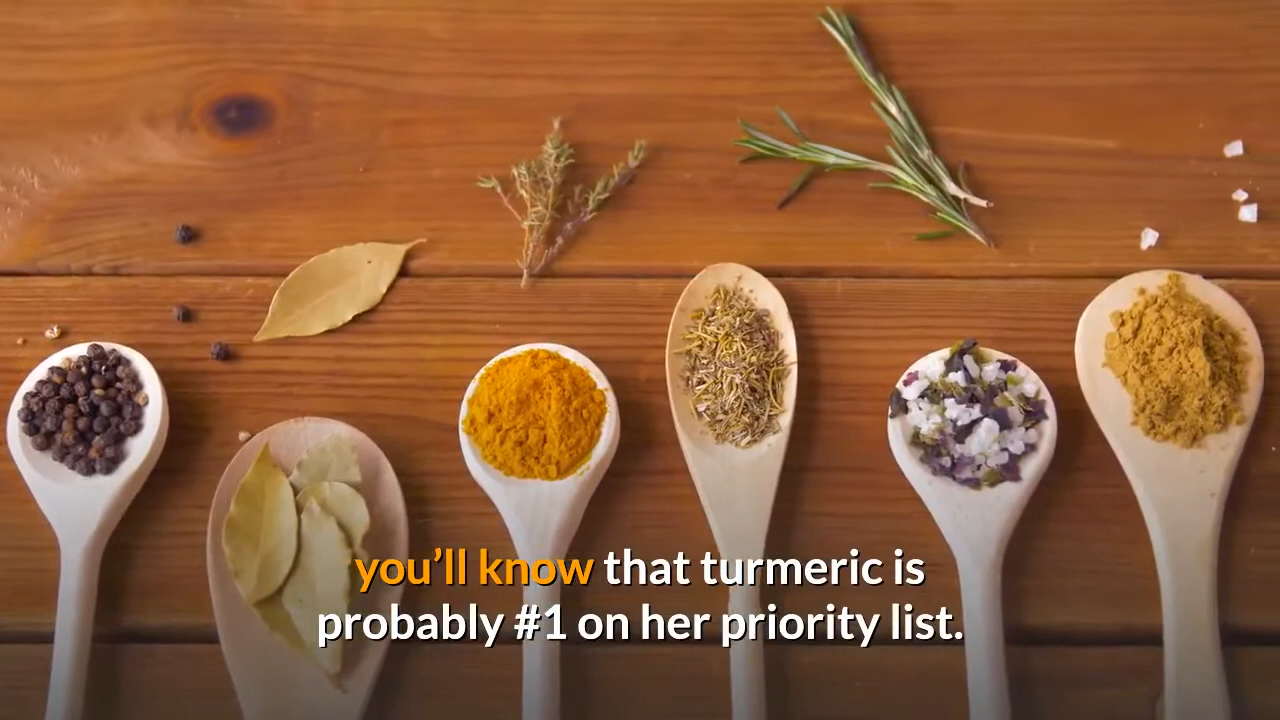 you’ll know that turmeric is
probably #1 on her priority list.